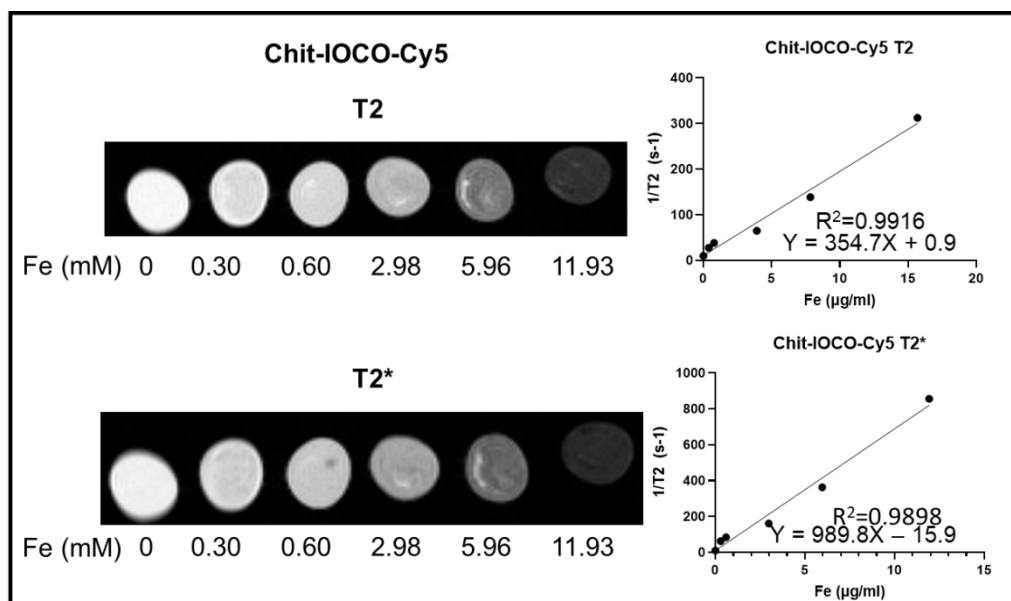 Chit-IOCO-Cy5
T2
Fe (mM) 0 0.30 0.60 2.98 5.96 11.93
Chit-IOCO-Cy5 T2
400
300
200
100
0
1/T2 (s-1)
R²=0.9916
Y = 354.7X + 0.9
0 5 10 15 20
Fe (µg/ml)
T2*
Fe (mM) 0 0.30 0.60 2.98 5.96 11.93
Chit-IOCO-Cy5 T2*
1000
800
600
400
200
0
1/T2 (s-1)
R²=0.9898
Y = 989.8X – 15.9
0 5 10 15
Fe (µg/ml)